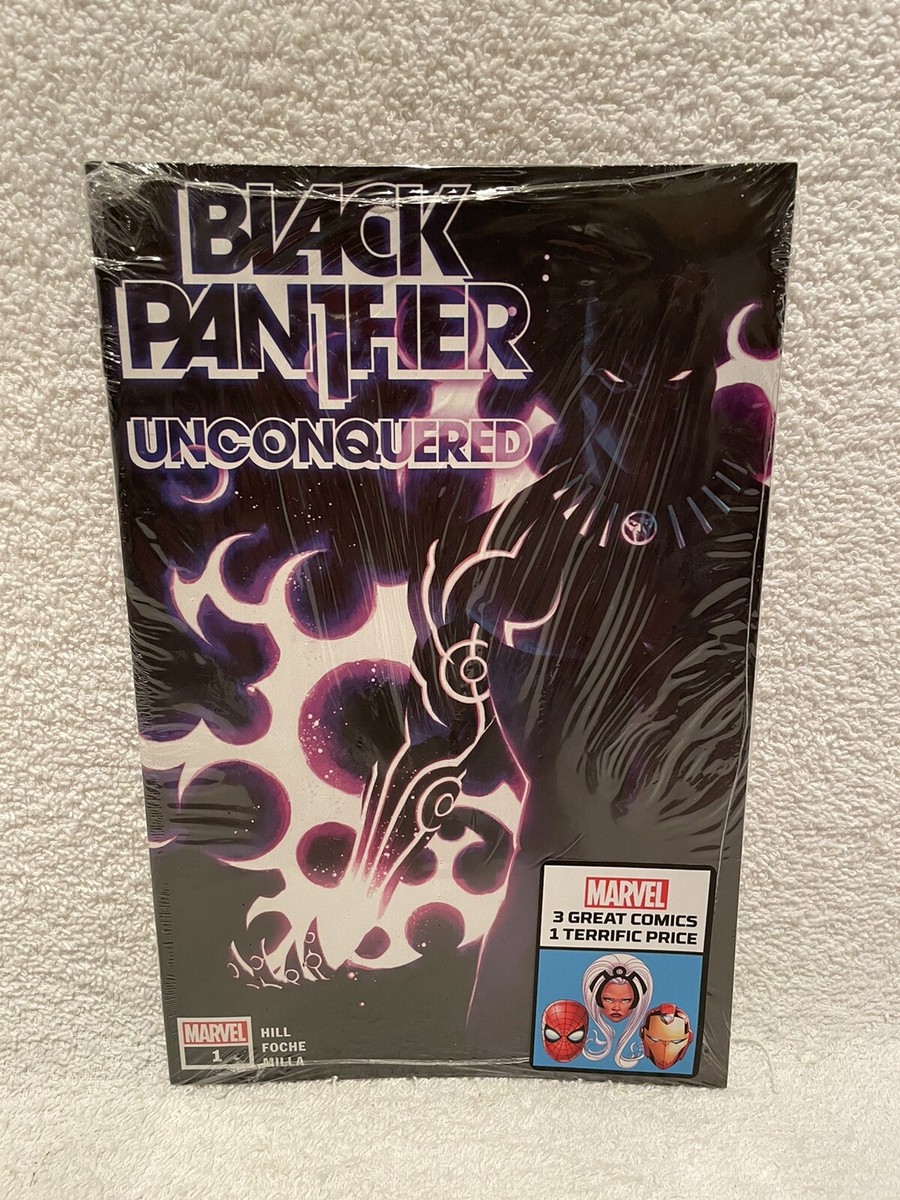 BLACK
PANTHER
UNCONQUERED
MARVEL
3 GREAT COMICS
1 TERRIFIC PRICE
MARVEL
1
HILL
FOCHE
MILLA